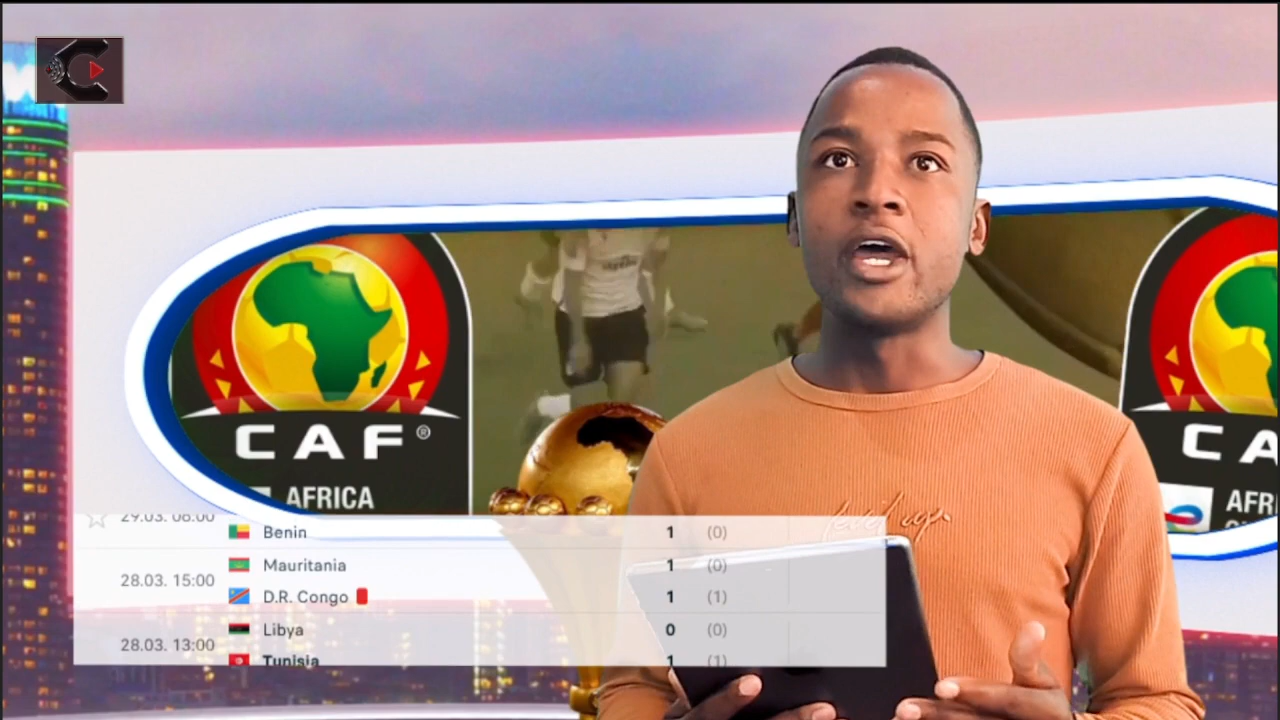 CAF®
AFRICA
CA
AFRI
29.03. 08:00
Benin 1 (0)
Mauritania 1 (0)
28.03. 15:00
D.R. Congo 1 (1)
Libya 0 (0)
28.03. 13:00
Tunisia 1 (1)